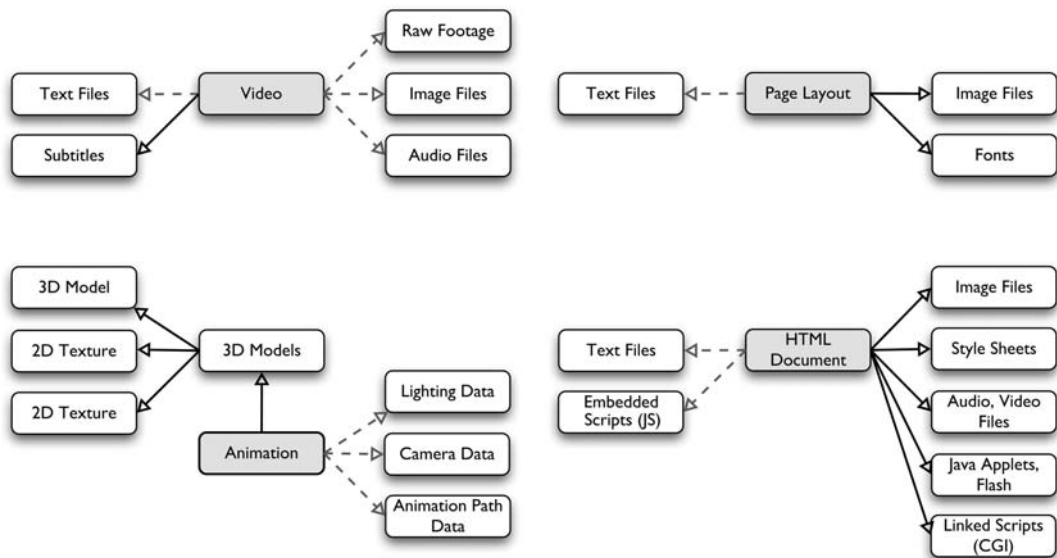 Raw Footage
Text Files
Video
Image Files
Subtitles
Audio Files
Text Files
Page Layout
Image Files
Fonts
3D Model
2D Texture
3D Models
2D Texture
Lighting Data
Animation
Camera Data
Animation Path
Data
Image Files
Text Files
HTML
Document
Style Sheets
Embedded
Scripts (JS)
Audio, Video
Files
Java Applets,
Flash
Linked Scripts
(CGI)